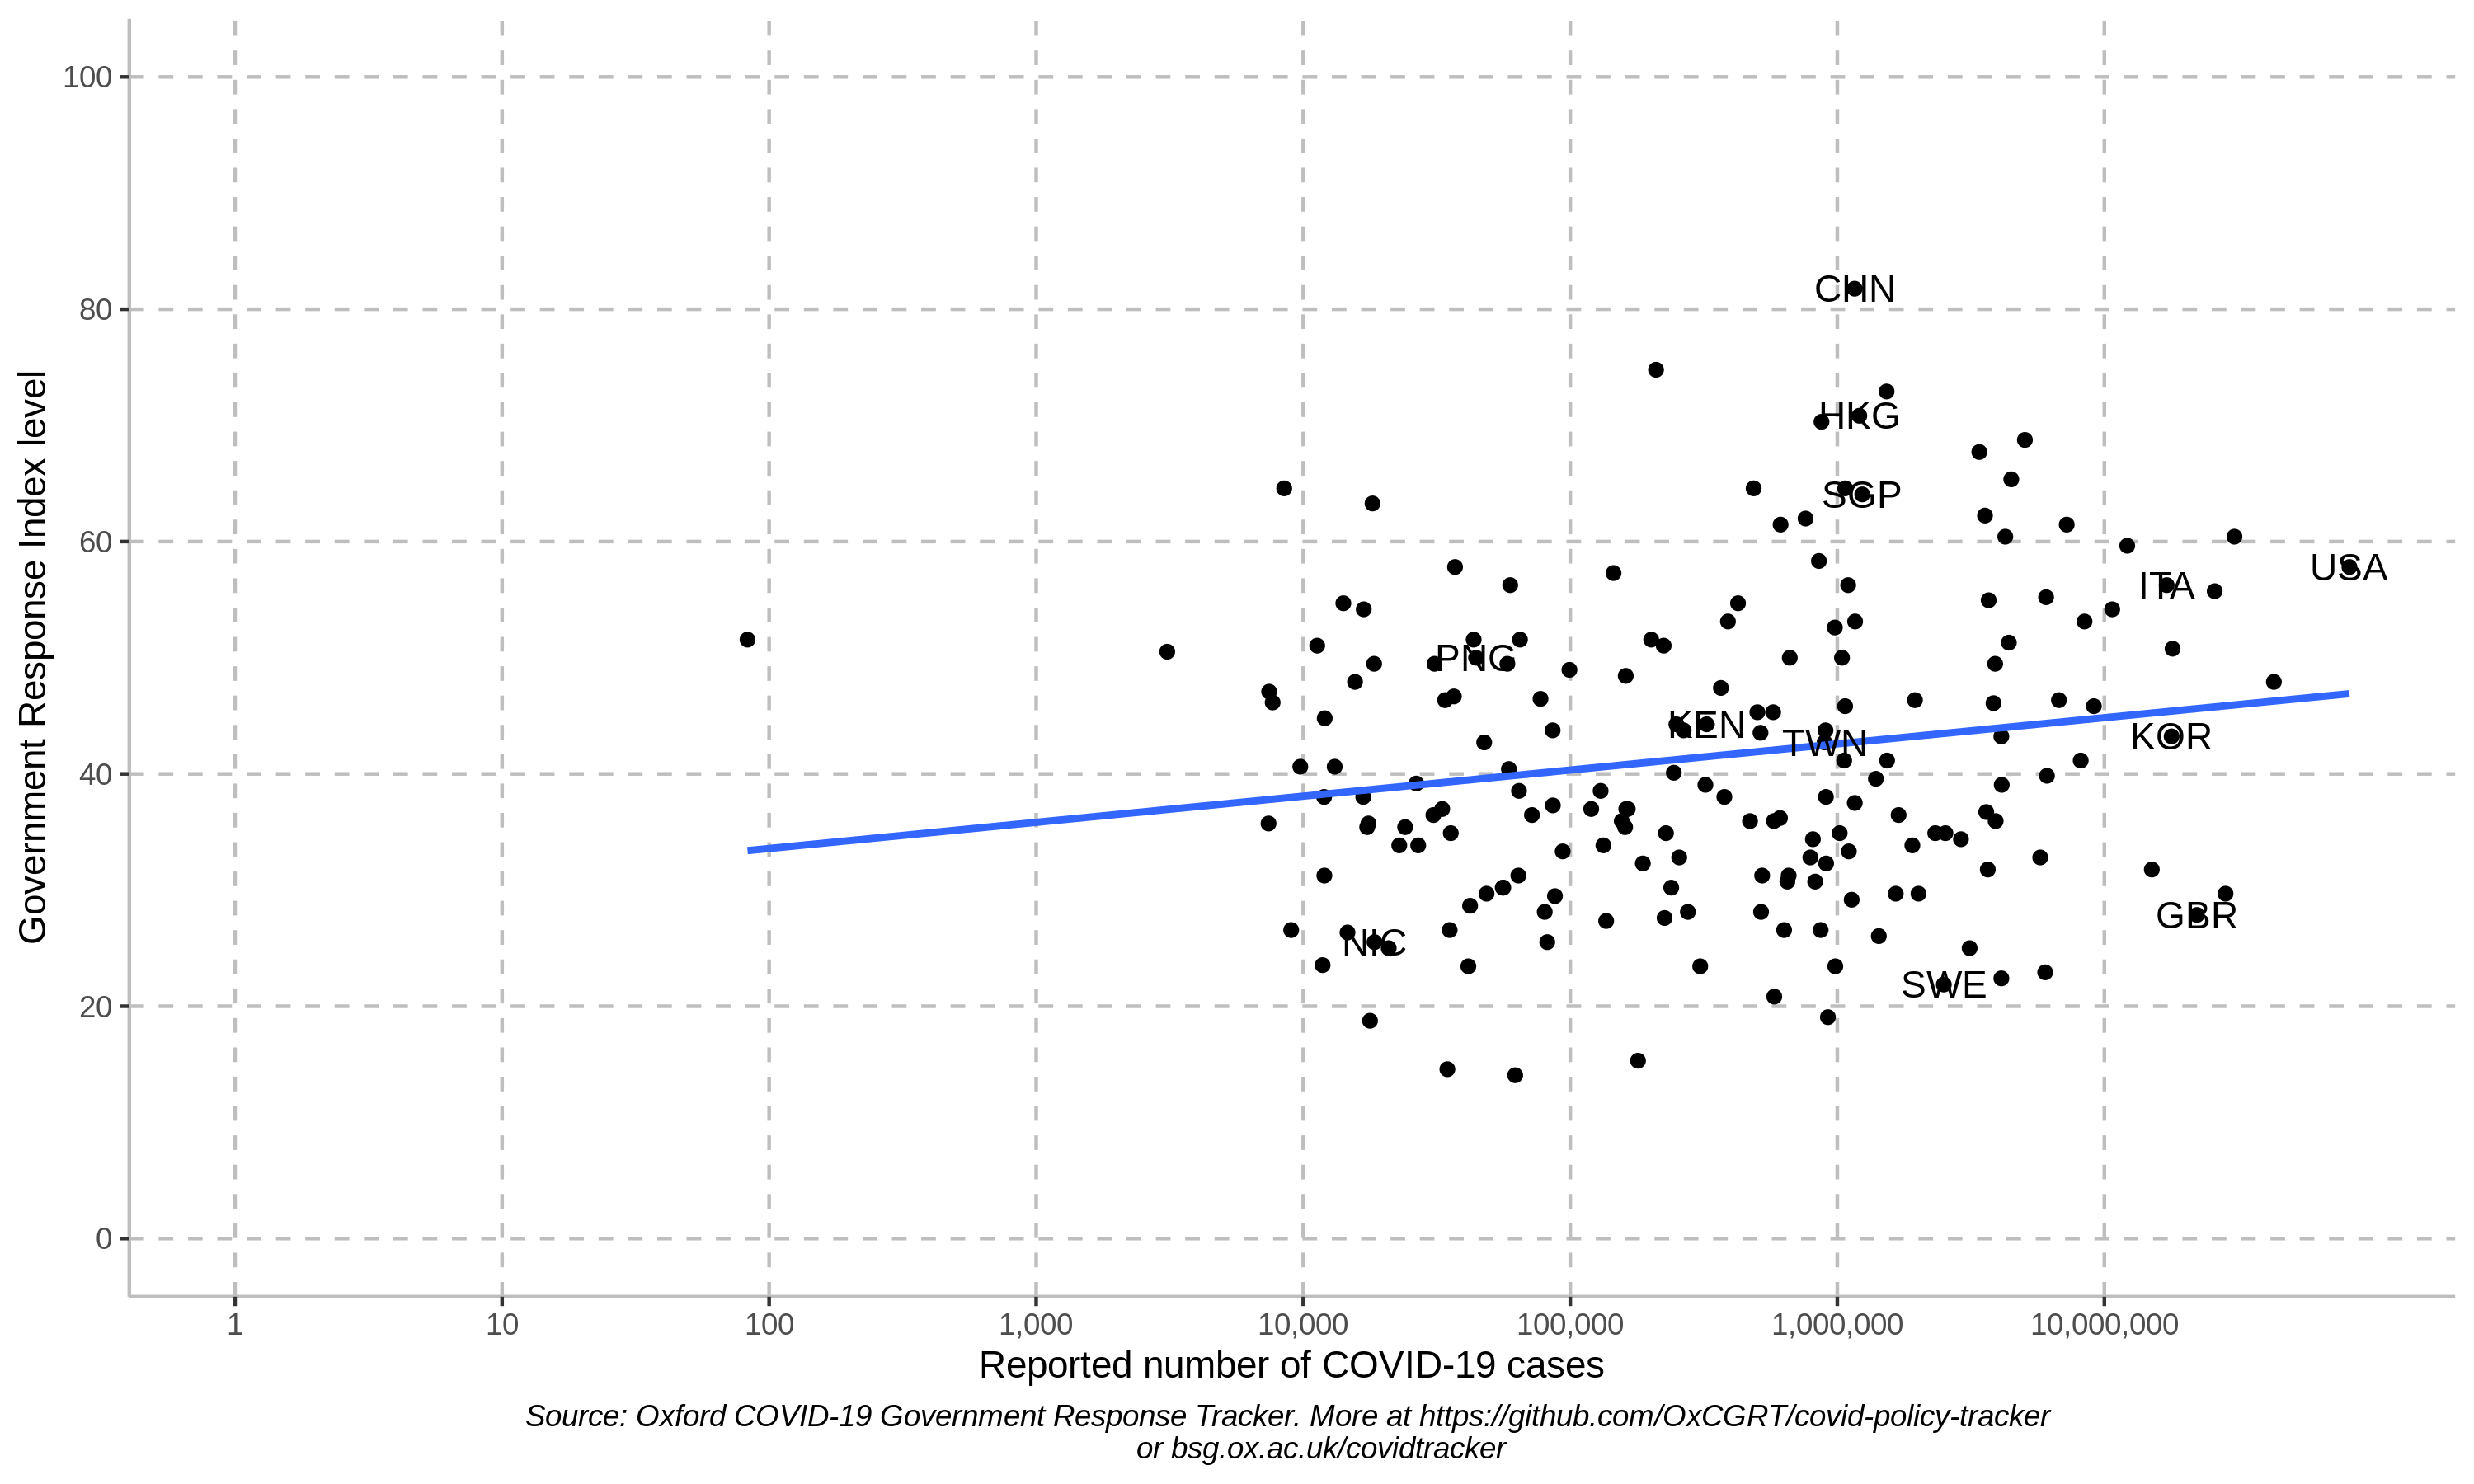 100
80
60
40
20
0
Government Response Index level
CHN
HKG
SGP
USA
ITA
PNG
KEN
TWN
KOR
GBR
NIC
SWE
1 10 100 1,000 10,000 100,000 1,000,000 10,000,000
Reported number of COVID-19 cases
Source: Oxford COVID-19 Government Response Tracker. More at https://github.com/OxCGRT/covid-policy-tracker
or bsg.ox.ac.uk/covidtracker